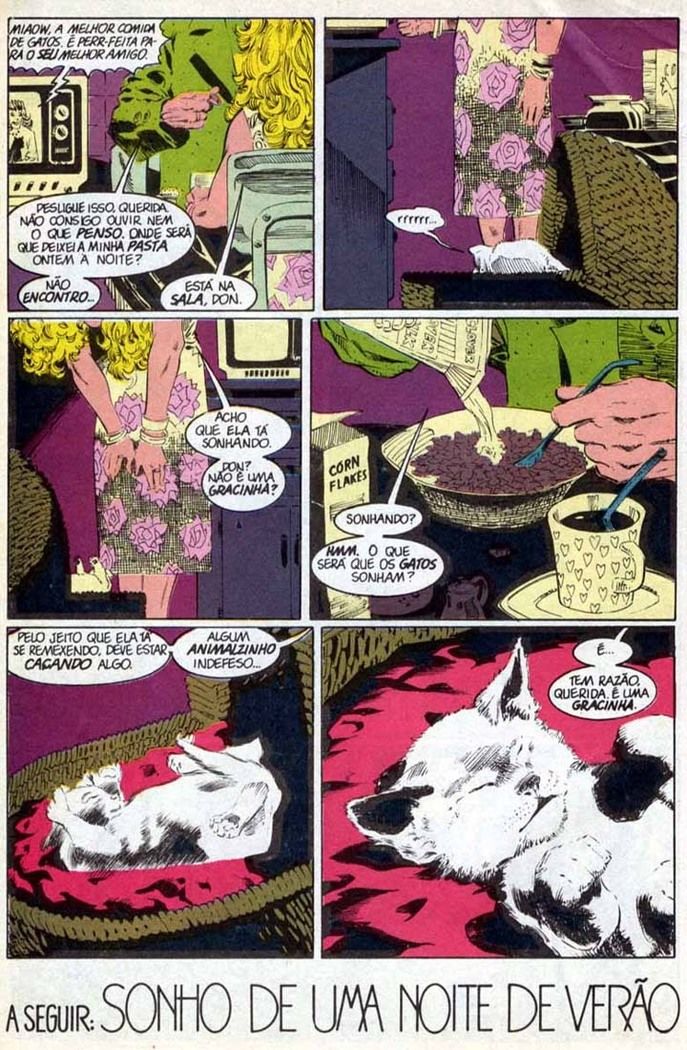 MIAOW, A MELHOR COMIDA
DE GATOS. É PERR-FEITA PA-
RA O SEU MELHOR AMIGO.
DESLIGUE ISSO, QUERIDA.
NÃO CONSIGO OUVIR NEM
O QUE PENSO. ONDE SERÁ
QUE DEIXEI A MINHA PASTA
ONTEM À NOITE?
NÃO
ENCONTRO...
ESTÁ NA
SALA, DON.
rrrrrr...
ACHO
QUE ELA TÁ
SONHANDO.
DON?
NÃO É UMA
GRACINHA?
CORN
FLAKES
SONHANDO?
HMM. O QUE
SERÁ QUE OS GATOS
SONHAM?
PELO JEITO QUE ELA TÁ
SE REMEXENDO, DEVE ESTAR
CAÇANDO ALGO.
ALGUM
ANIMALZINHO
INDEFESO...
É...
TEM RAZÃO,
QUERIDA. É UMA
GRACINHA.
A SEGUIR: SONHO DE UMA NOITE DE VERÃO